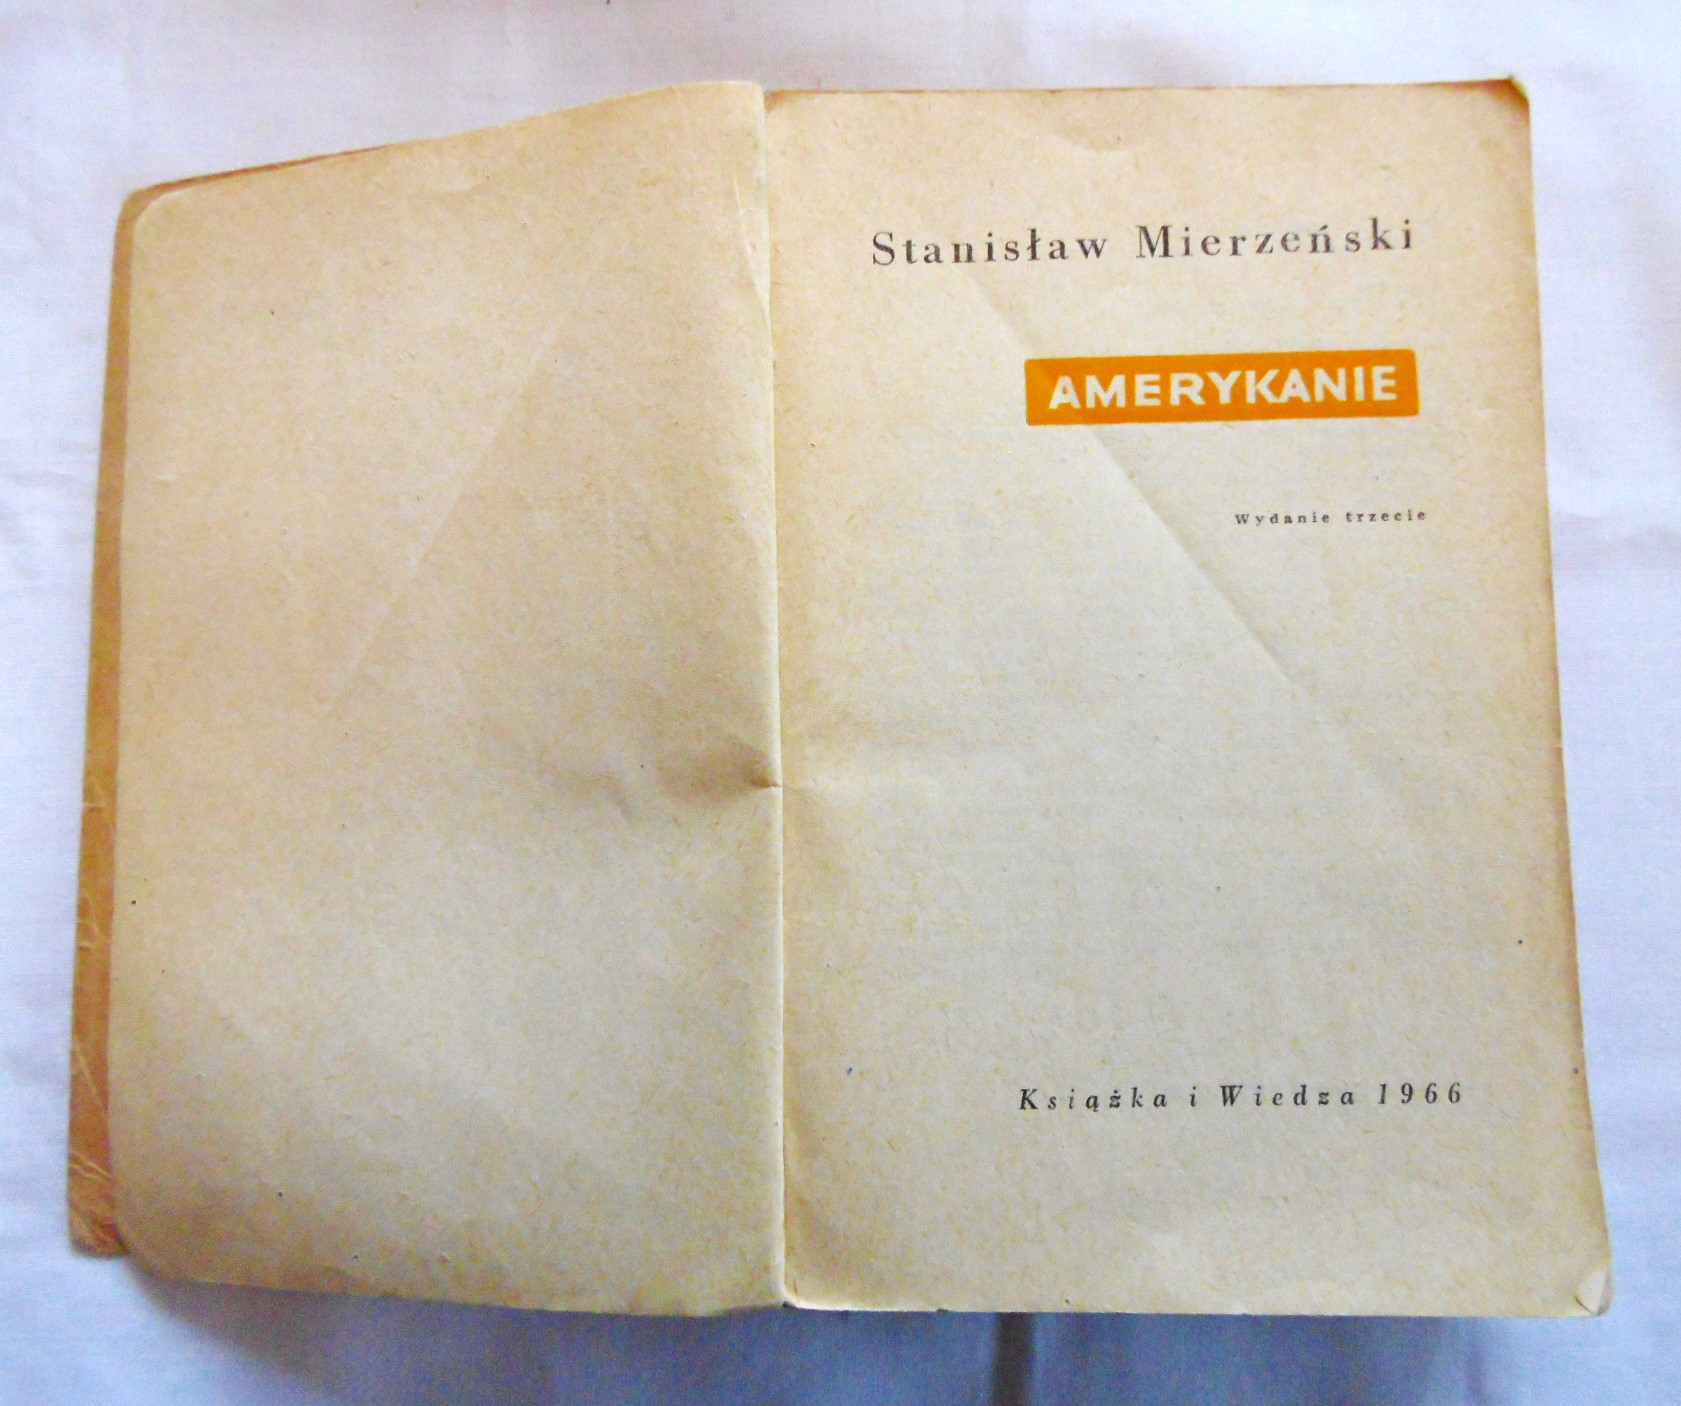 Stanisław Mierzeński
AMERYKANIE
Wydanie trzecie
Książka i Wiedza 1966